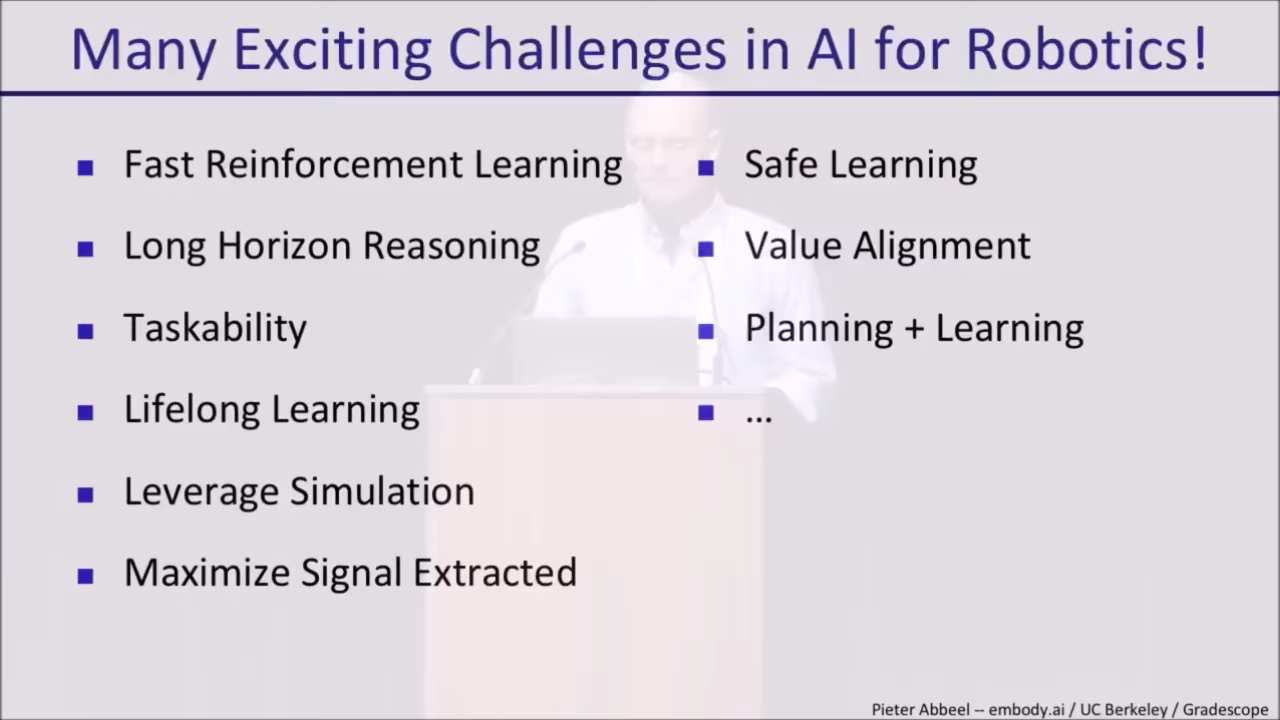 Many Exciting Challenges in AI for Robotics!
Fast Reinforcement Learning
Long Horizon Reasoning
Taskability
Lifelong Learning
Leverage Simulation
Maximize Signal Extracted
Safe Learning
Value Alignment
Planning + Learning
...
Pieter Abbeel -- embody.ai / UC Berkeley / Gradescope